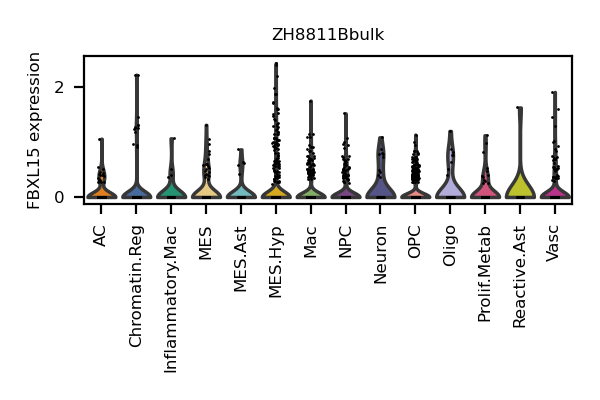 ZH8811Bbulk
FBXL15 expression
2
0
AC
Chromatin.Reg
Inflammatory.Mac
MES
MES.Ast
MES.Hyp
Mac
NPC
Neuron
OPC
Oligo
Prolif.Metab
Reactive.Ast
Vasc